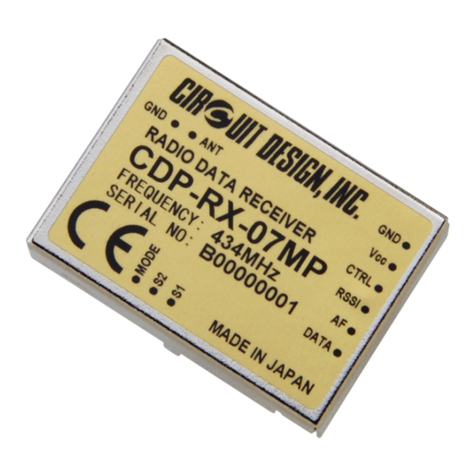 CIRCUIT DESIGN, INC.
GND
ANT
RADIO DATA RECEIVER
CDP-RX-07MP
FREQUENCY: 434MHz
SERIAL NO: B00000001
CE
MODE
S2
S1
GND
Vcc
CTRL
RSSI
AF
DATA
MADE IN JAPAN